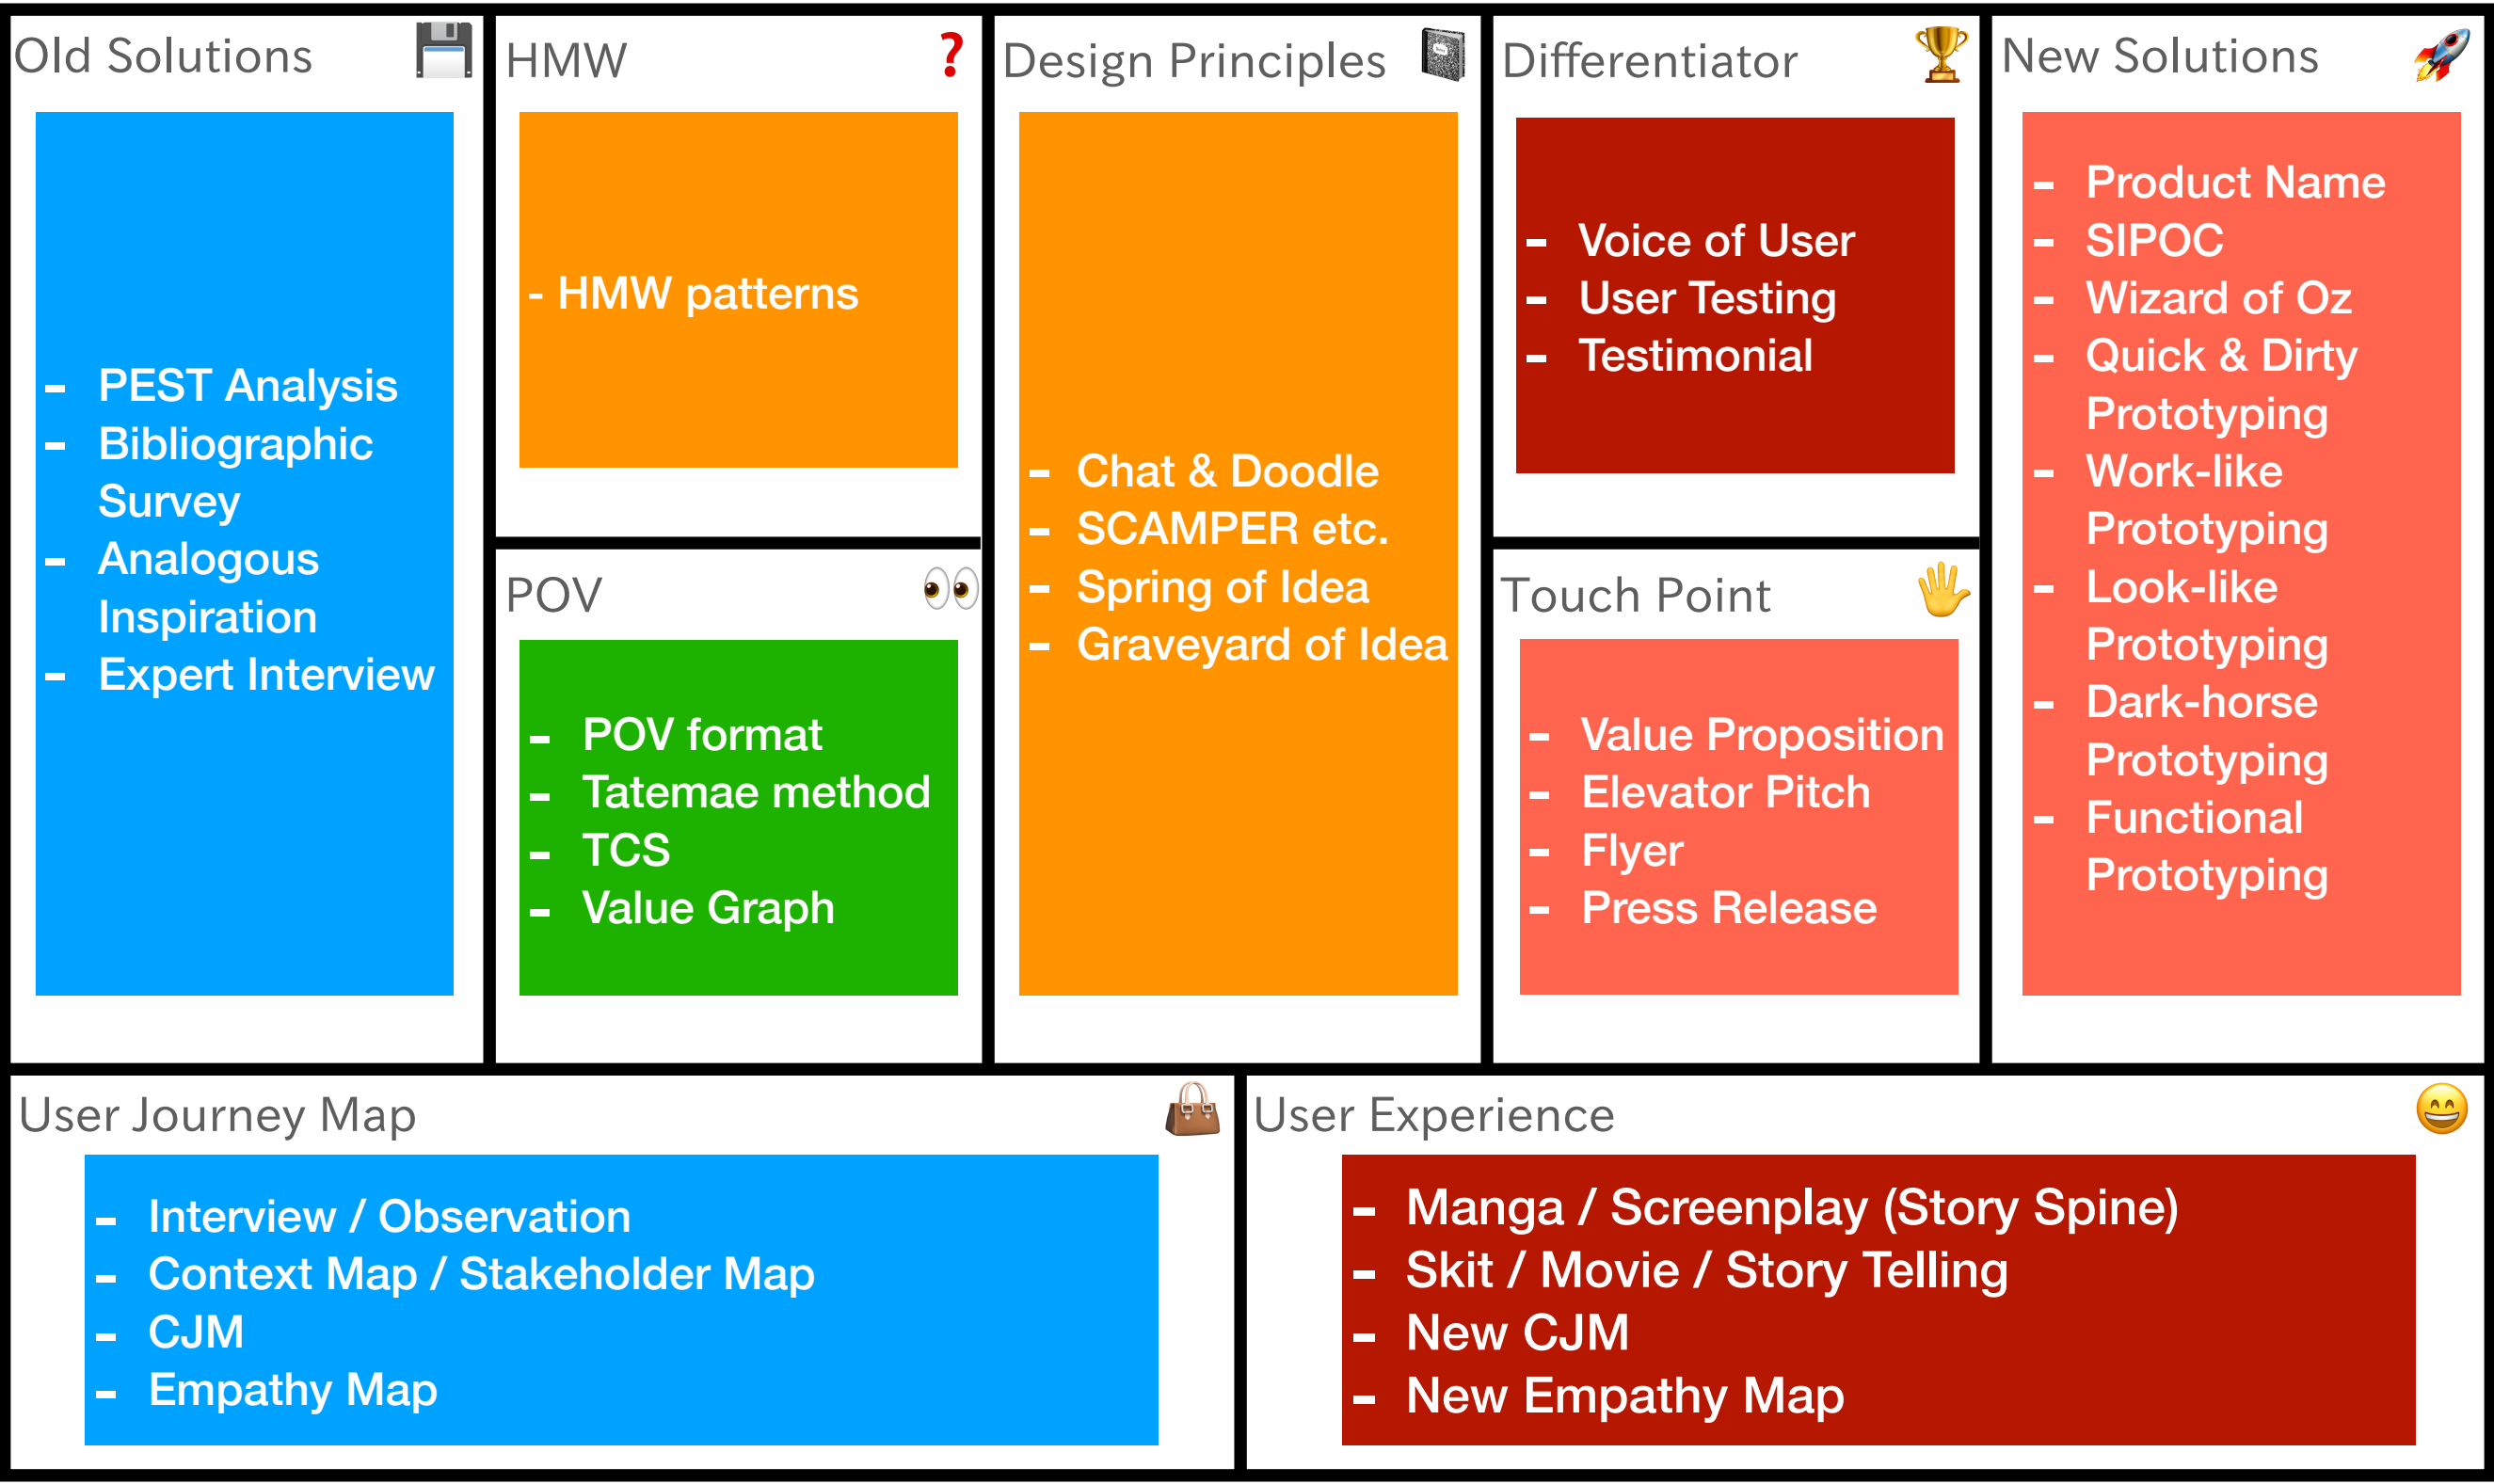 Old Solutions
- PEST Analysis
- Bibliographic
Survey
- Analogous
Inspiration
- Expert Interview
HMW
- HMW patterns
POV
- POV format
- Tatemae method
- TCS
- Value Graph
Design Principles
- Chat & Doodle
- SCAMPER etc.
- Spring of Idea
- Graveyard of Idea
Differentiator
- Voice of User
- User Testing
- Testimonial
Touch Point
- Value Proposition
- Elevator Pitch
- Flyer
- Press Release
New Solutions
- Product Name
- SIPOC
- Wizard of Oz
- Quick & Dirty
Prototyping
- Work-like
Prototyping
- Look-like
Prototyping
- Dark-horse
Prototyping
- Functional
Prototyping
User Journey Map
- Interview / Observation
- Context Map / Stakeholder Map
- CJM
- Empathy Map
User Experience
- Manga / Screenplay (Story Spine)
- Skit / Movie / Story Telling
- New CJM
- New Empathy Map